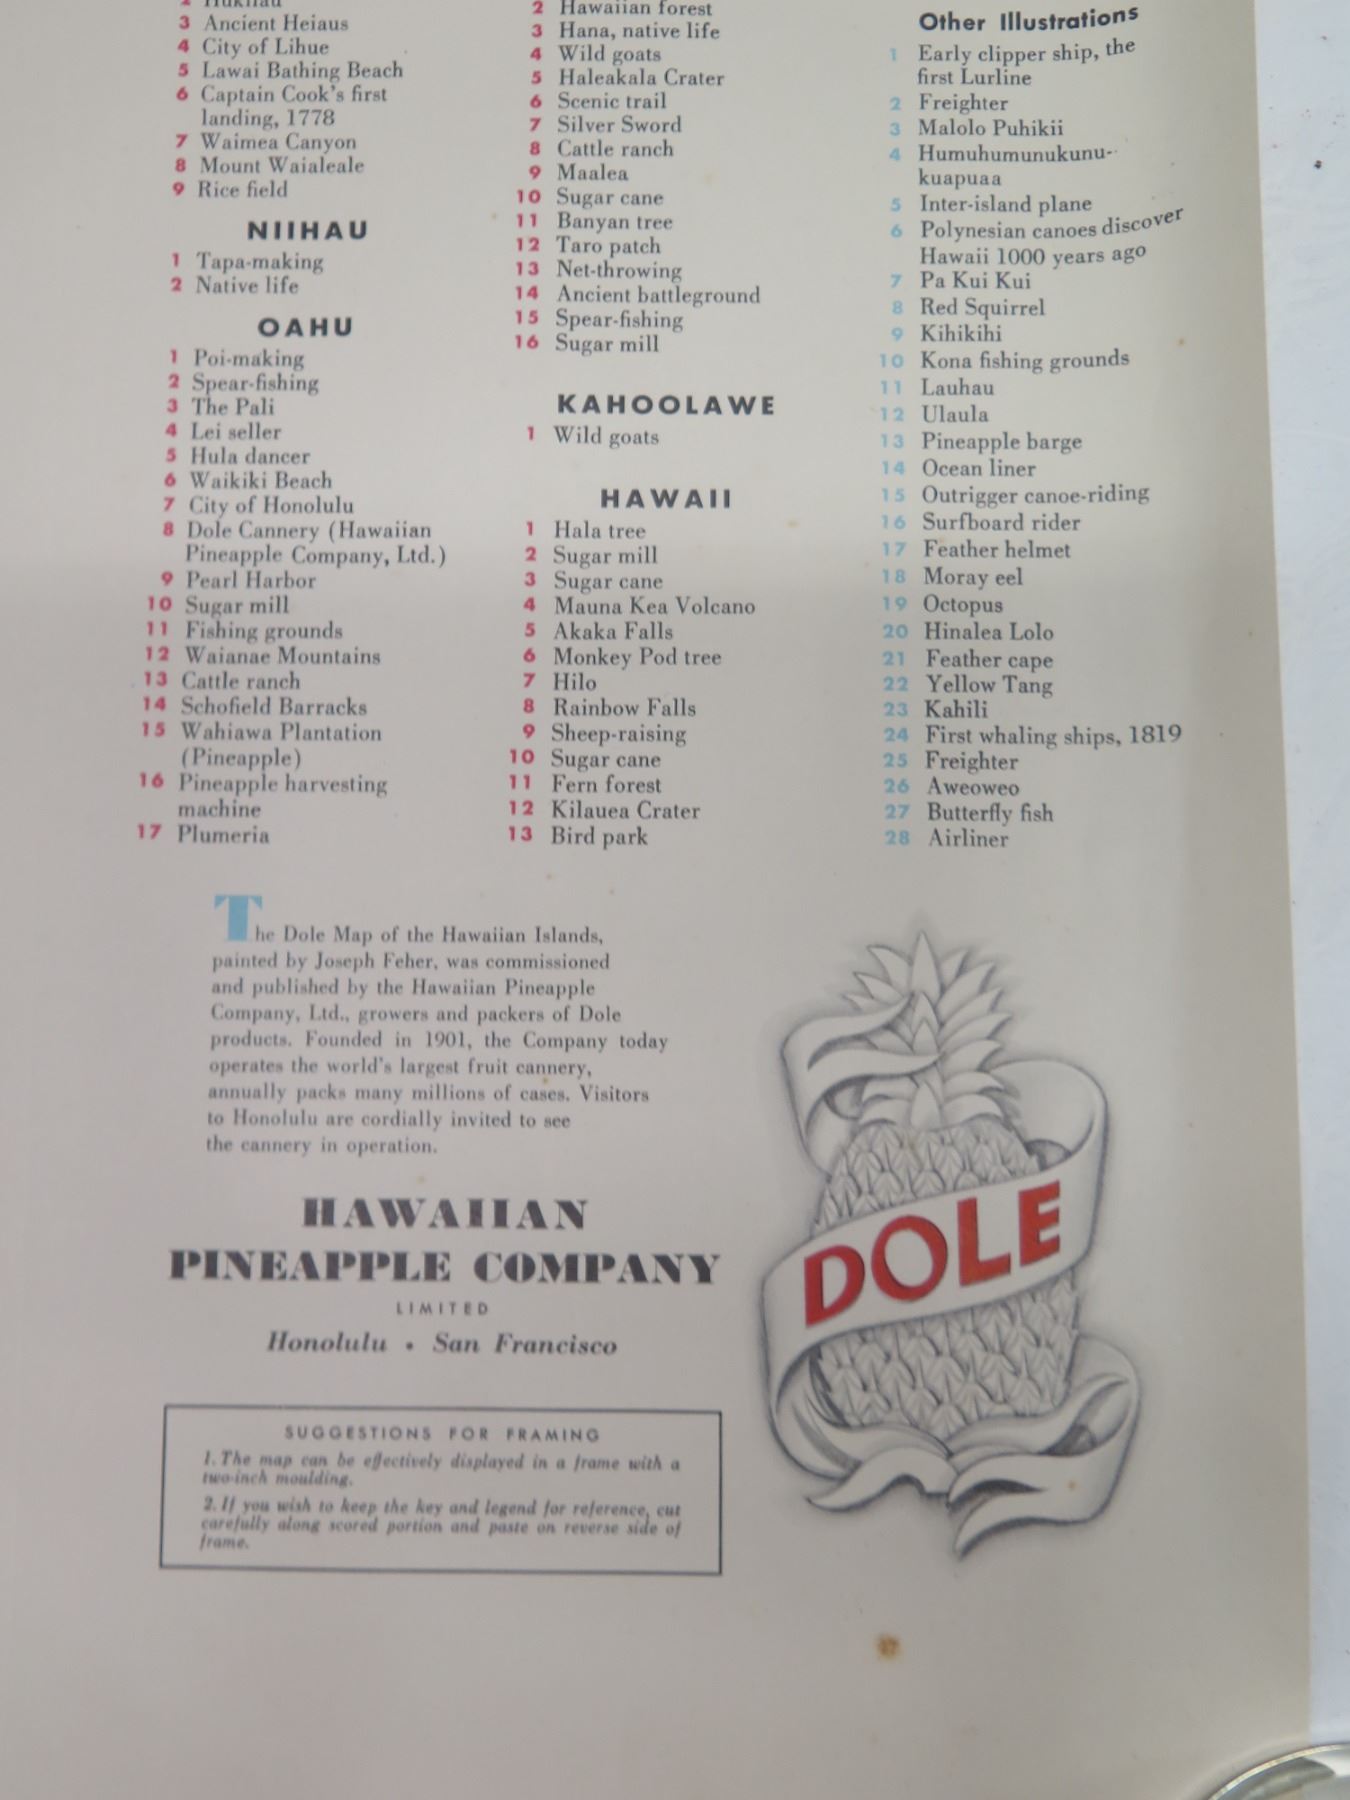 2 Hukilau
3 Ancient Heiaus
4 City of Lihue
5 Lawai Bathing Beach
6 Captain Cook's first
landing, 1778
7 Waimea Canyon
8 Mount Waialeale
9 Rice field
NIIHAU
1 Tapa-making
2 Native life
OAHU
1 Poi-making
2 Spear-fishing
3 The Pali
4 Lei seller
5 Hula dancer
6 Waikiki Beach
7 City of Honolulu
8 Dole Cannery (Hawaiian
Pineapple Company, Ltd.)
9 Pearl Harbor
10 Sugar mill
11 Fishing grounds
12 Waianae Mountains
13 Cattle ranch
14 Schofield Barracks
15 Wahiawa Plantation
(Pineapple)
16 Pineapple harvesting
machine
17 Plumeria
2 Hawaiian forest
3 Hana, native life
4 Wild goats
5 Haleakala Crater
6 Scenic trail
7 Silver Sword
8 Cattle ranch
9 Maalea
10 Sugar cane
11 Banyan tree
12 Taro patch
13 Net-throwing
14 Ancient battleground
15 Spear-fishing
16 Sugar mill
KAHOOLAWE
1 Wild goats
HAWAII
1 Hala tree
2 Sugar mill
3 Sugar cane
4 Mauna Kea Volcano
5 Akaka Falls
6 Monkey Pod tree
7 Hilo
8 Rainbow Falls
9 Sheep-raising
10 Sugar cane
11 Fern forest
12 Kilauea Crater
13 Bird park
Other Illustrations
1 Early clipper ship, the
first Lurline
2 Freighter
3 Malolo Puhikii
4 Humuhumunukunu-
kuapuaa
5 Inter-island plane
6 Polynesian canoes discover
Hawaii 1000 years ago
7 Pa Kui Kui
8 Red Squirrel
9 Kihikihi
10 Kona fishing grounds
11 Lauhau
12 Ulaula
13 Pineapple barge
14 Ocean liner
15 Outrigger canoe-riding
16 Surfboard rider
17 Feather helmet
18 Moray eel
19 Octopus
20 Hinalea Lolo
21 Feather cape
22 Yellow Tang
23 Kahili
24 First whaling ships, 1819
25 Freighter
26 Aweoweo
27 Butterfly fish
28 Airliner
The Dole Map of the Hawaiian Islands,
painted by Joseph Feher, was commissioned
and published by the Hawaiian Pineapple
Company, Ltd., growers and packers of Dole
products. Founded in 1901, the Company today
operates the world's largest fruit cannery,
annually packs many millions of cases. Visitors
to Honolulu are cordially invited to see
the cannery in operation.
HAWAIIAN
PINEAPPLE COMPANY
LIMITED
Honolulu • San Francisco
SUGGESTIONS FOR FRAMING
1. The map can be effectively displayed in a frame with a
two-inch moulding.
2. If you wish to keep the key and legend for reference, cut
carefully along scored portion and paste on reverse side of
frame.
DOLE